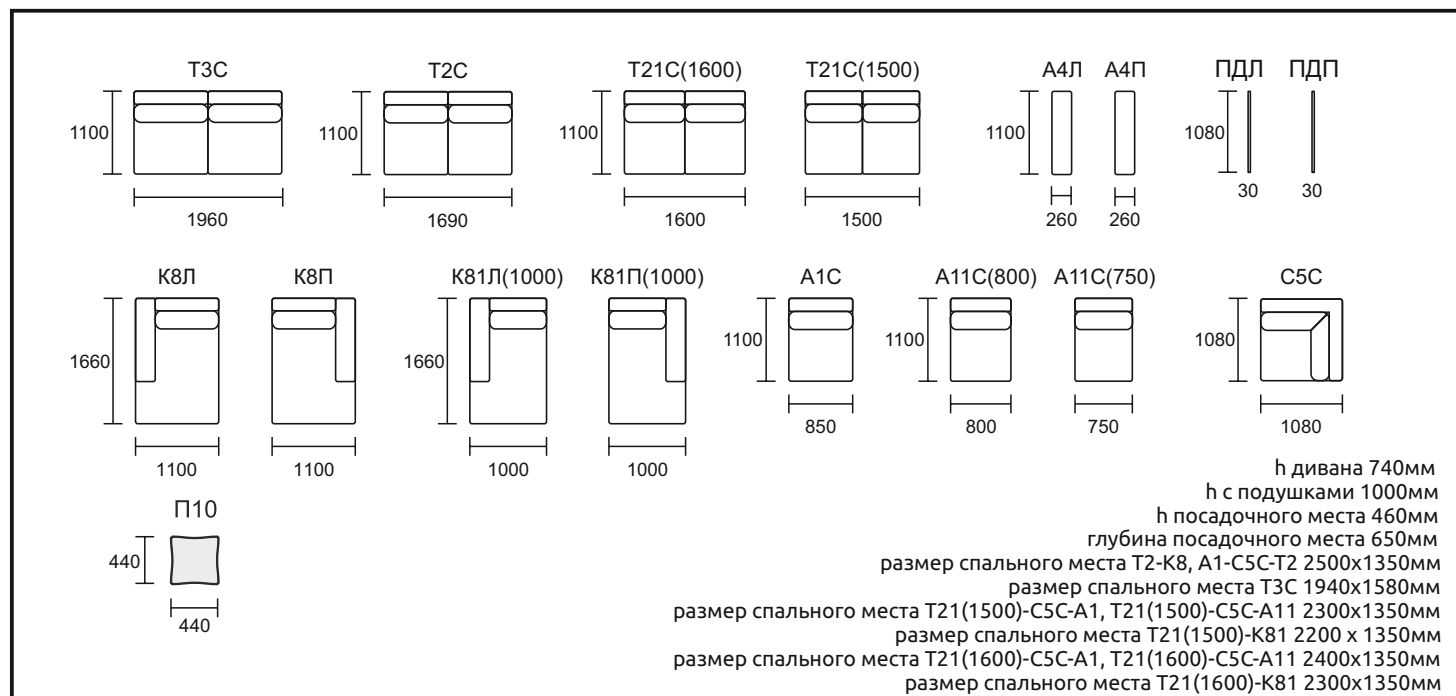 Т3С Т2С Т21С(1600) Т21С(1500) А4Л А4П ПДЛ ПДП
1100 1100 1100 1100 1080
1960 1690 1600 1500 260 260 30 30
К8Л К8П К81Л(1000) К81П(1000) А1С А11С(800) А11С(750) С5С
1660 1660 1100 1100 1080
850 800 750 1080
1100 1100 1000 1000
h дивана 740мм
h с подушками 1000мм
h посадочного места 460мм
глубина посадочного места 650мм
размер спального места Т2-К8, А1-С5С-Т2 2500х1350мм
размер спального места Т3С 1940х1580мм
размер спального места Т21(1500)-С5С-А1, Т21(1500)-С5С-А11 2300х1350мм
размер спального места Т21(1500)-К81 2200 х 1350мм
размер спального места Т21(1600)-С5С-А1, Т21(1600)-С5С-А11 2400х1350мм
размер спального места Т21(1600)-К81 2300х1350мм
П10
440
440